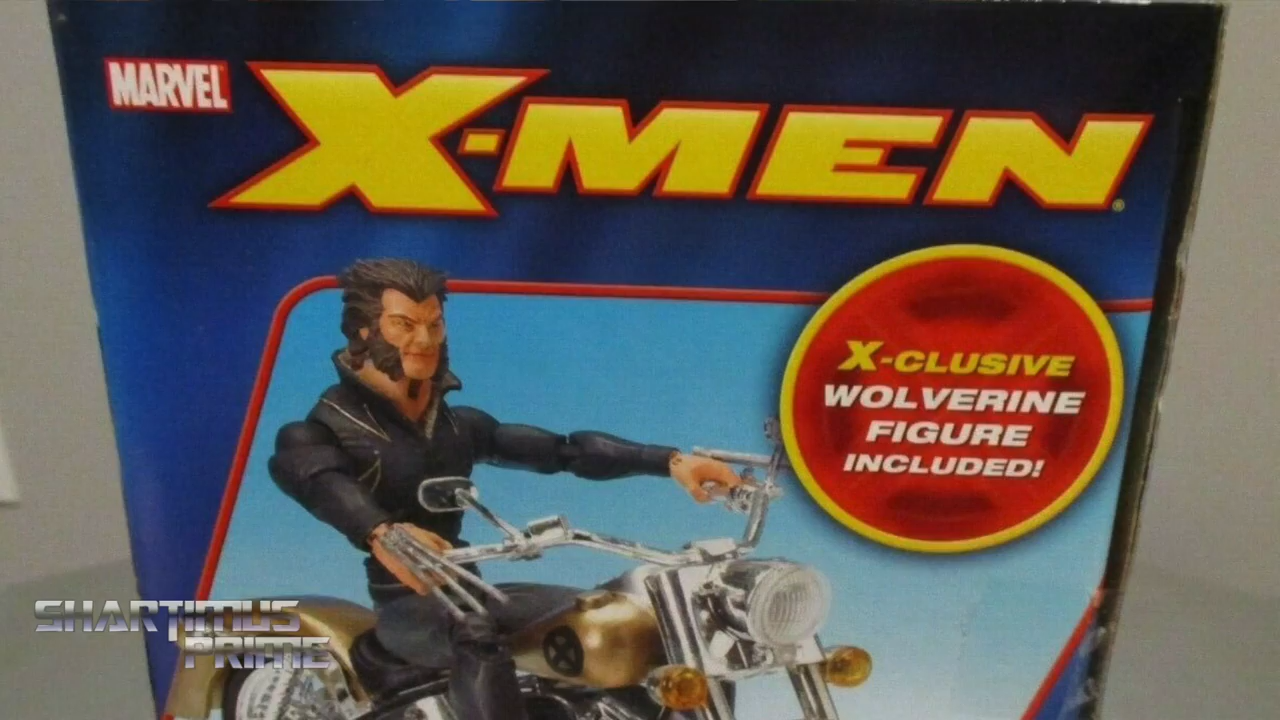 MARVEL
X-MEN®
X-CLUSIVE
WOLVERINE
FIGURE
INCLUDED!
SHARTIMUS
PRIME